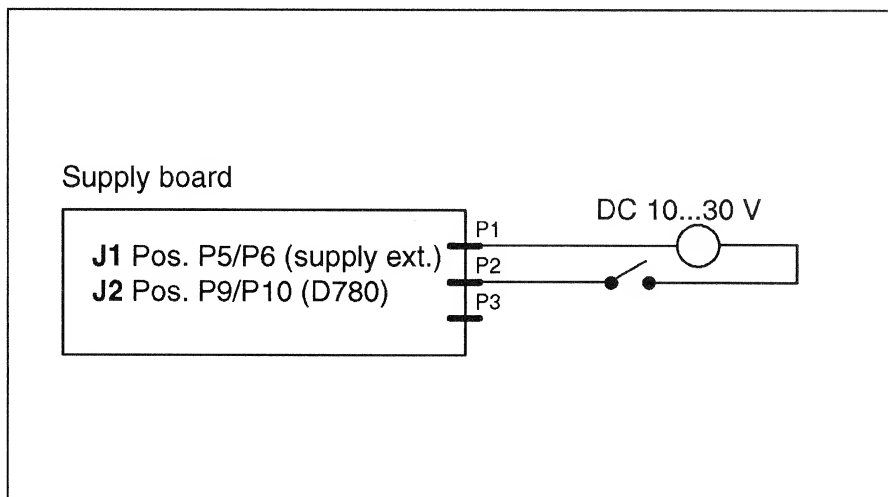 Supply board
DC 10...30 V
P1
J1 Pos. P5/P6 (supply ext.)
P2
J2 Pos. P9/P10 (D780)
P3